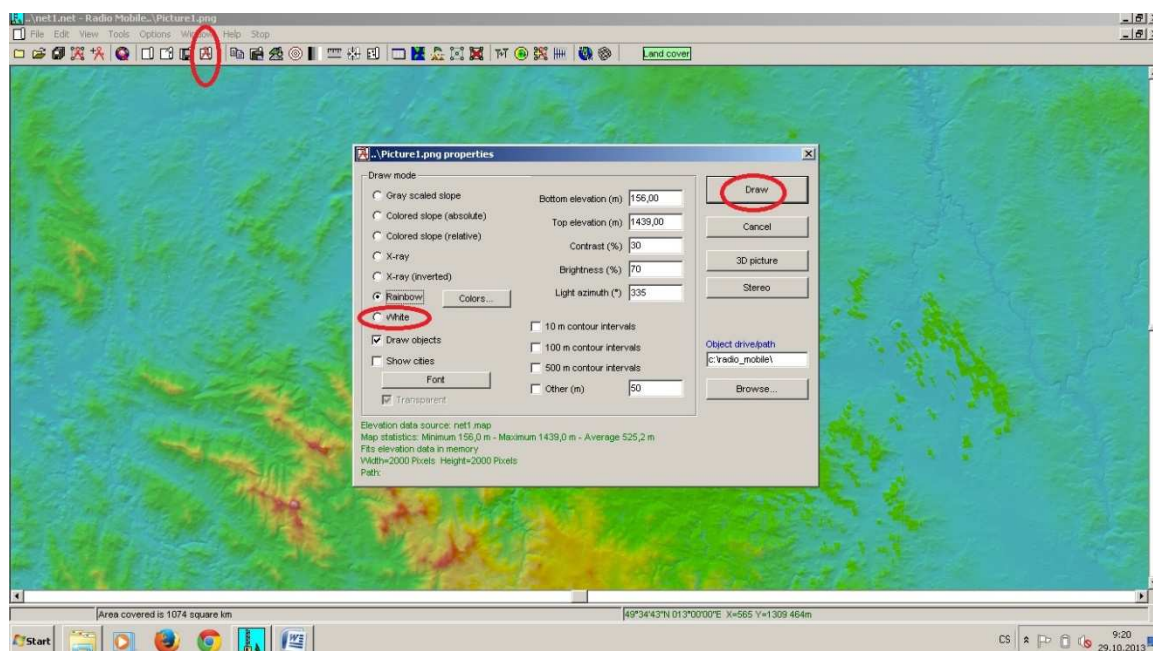 ..\net1.net - Radio Mobile..\Picture1.png
File Edit View Tools Options Window Help Stop
Land cover
..\Picture1.png properties
Draw mode
Gray scaled slope
Colored slope (absolute)
Colored slope (relative)
X-ray
X-ray (inverted)
Rainbow Colors...
White
Draw objects
Show cities
Font
Transparent
Bottom elevation (m) 156,00
Top elevation (m) 1439,00
Contrast (%) 30
Brightness (%) 70
Light azimuth (°) 335
10 m contour intervals
100 m contour intervals
500 m contour intervals
Other (m) 50
Draw
Cancel
3D picture
Stereo
Object drive/path
c:\radio_mobile\
Browse...
Elevation data source: net1.map
Map statistics: Minimum 156,0 m - Maximum 1439,0 m - Average 525,2 m
Fits elevation data in memory
Width=2000 Pixels Height=2000 Pixels
Path:
Area covered is 1074 square km
49°34'43"N 013°00'00"E X=565 Y=1309 464m
Start
CS
9:20
29.10.2013